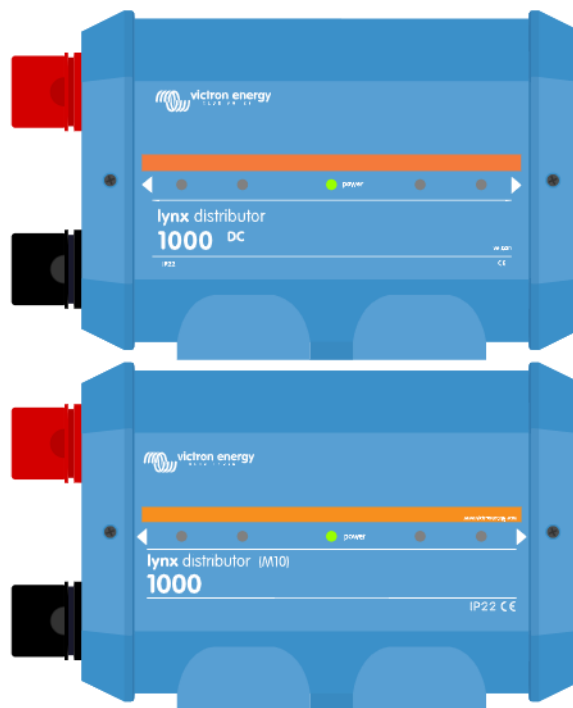 victron energy
power
lynx distributor
1000 DC
IP22 CE
victron energy
power
lynx distributor (M10)
1000
IP22 CE